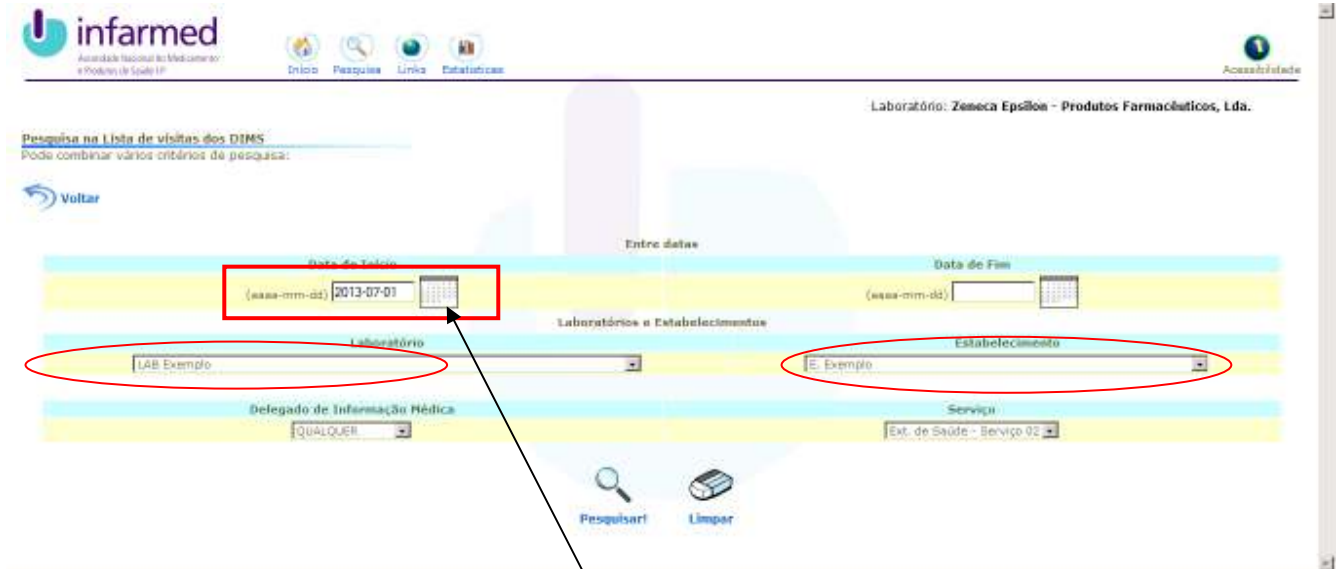 infarmed
Autoridade Nacional do Medicamento
e Produtos de Saúde I.P.
Início Pesquisa Links Estatísticas
Acessibilidade
Laboratório: Zeneca Epsilon - Produtos Farmacêuticos, Lda.
Pesquisa na Lista de visitas dos DIMS
Pode combinar vários critérios de pesquisa:
Voltar
Entre datas
Data de Início Data de Fim
(aaaa-mm-dd) 2013-07-01 (aaaa-mm-dd)
Laboratórios e Estabelecimentos
Laboratório Estabelecimento
LAB Exemplo E. Exemplo
Delegado de Informação Médica Serviço
QUALQUER Ext. de Saúde - Serviço 02
Pesquisar! Limpar